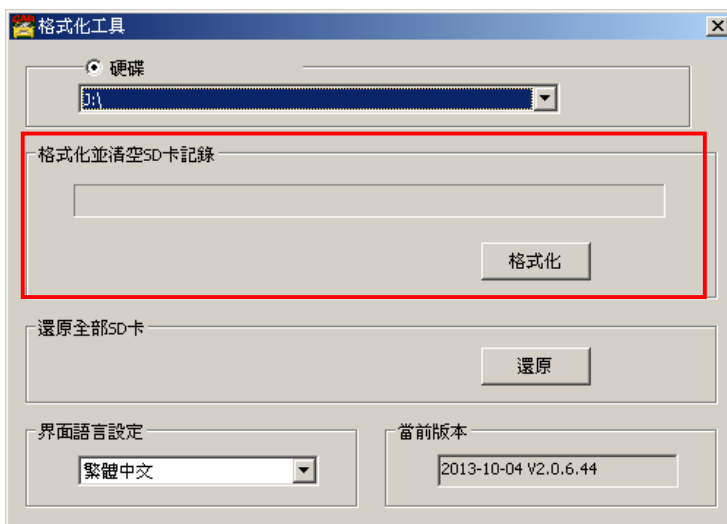 CAR
格式化工具
硬碟
J:\
格式化並清空SD卡記錄
格式化
還原全部SD卡
還原
界面語言設定
繁體中文
當前版本
2013-10-04 V2.0.6.44